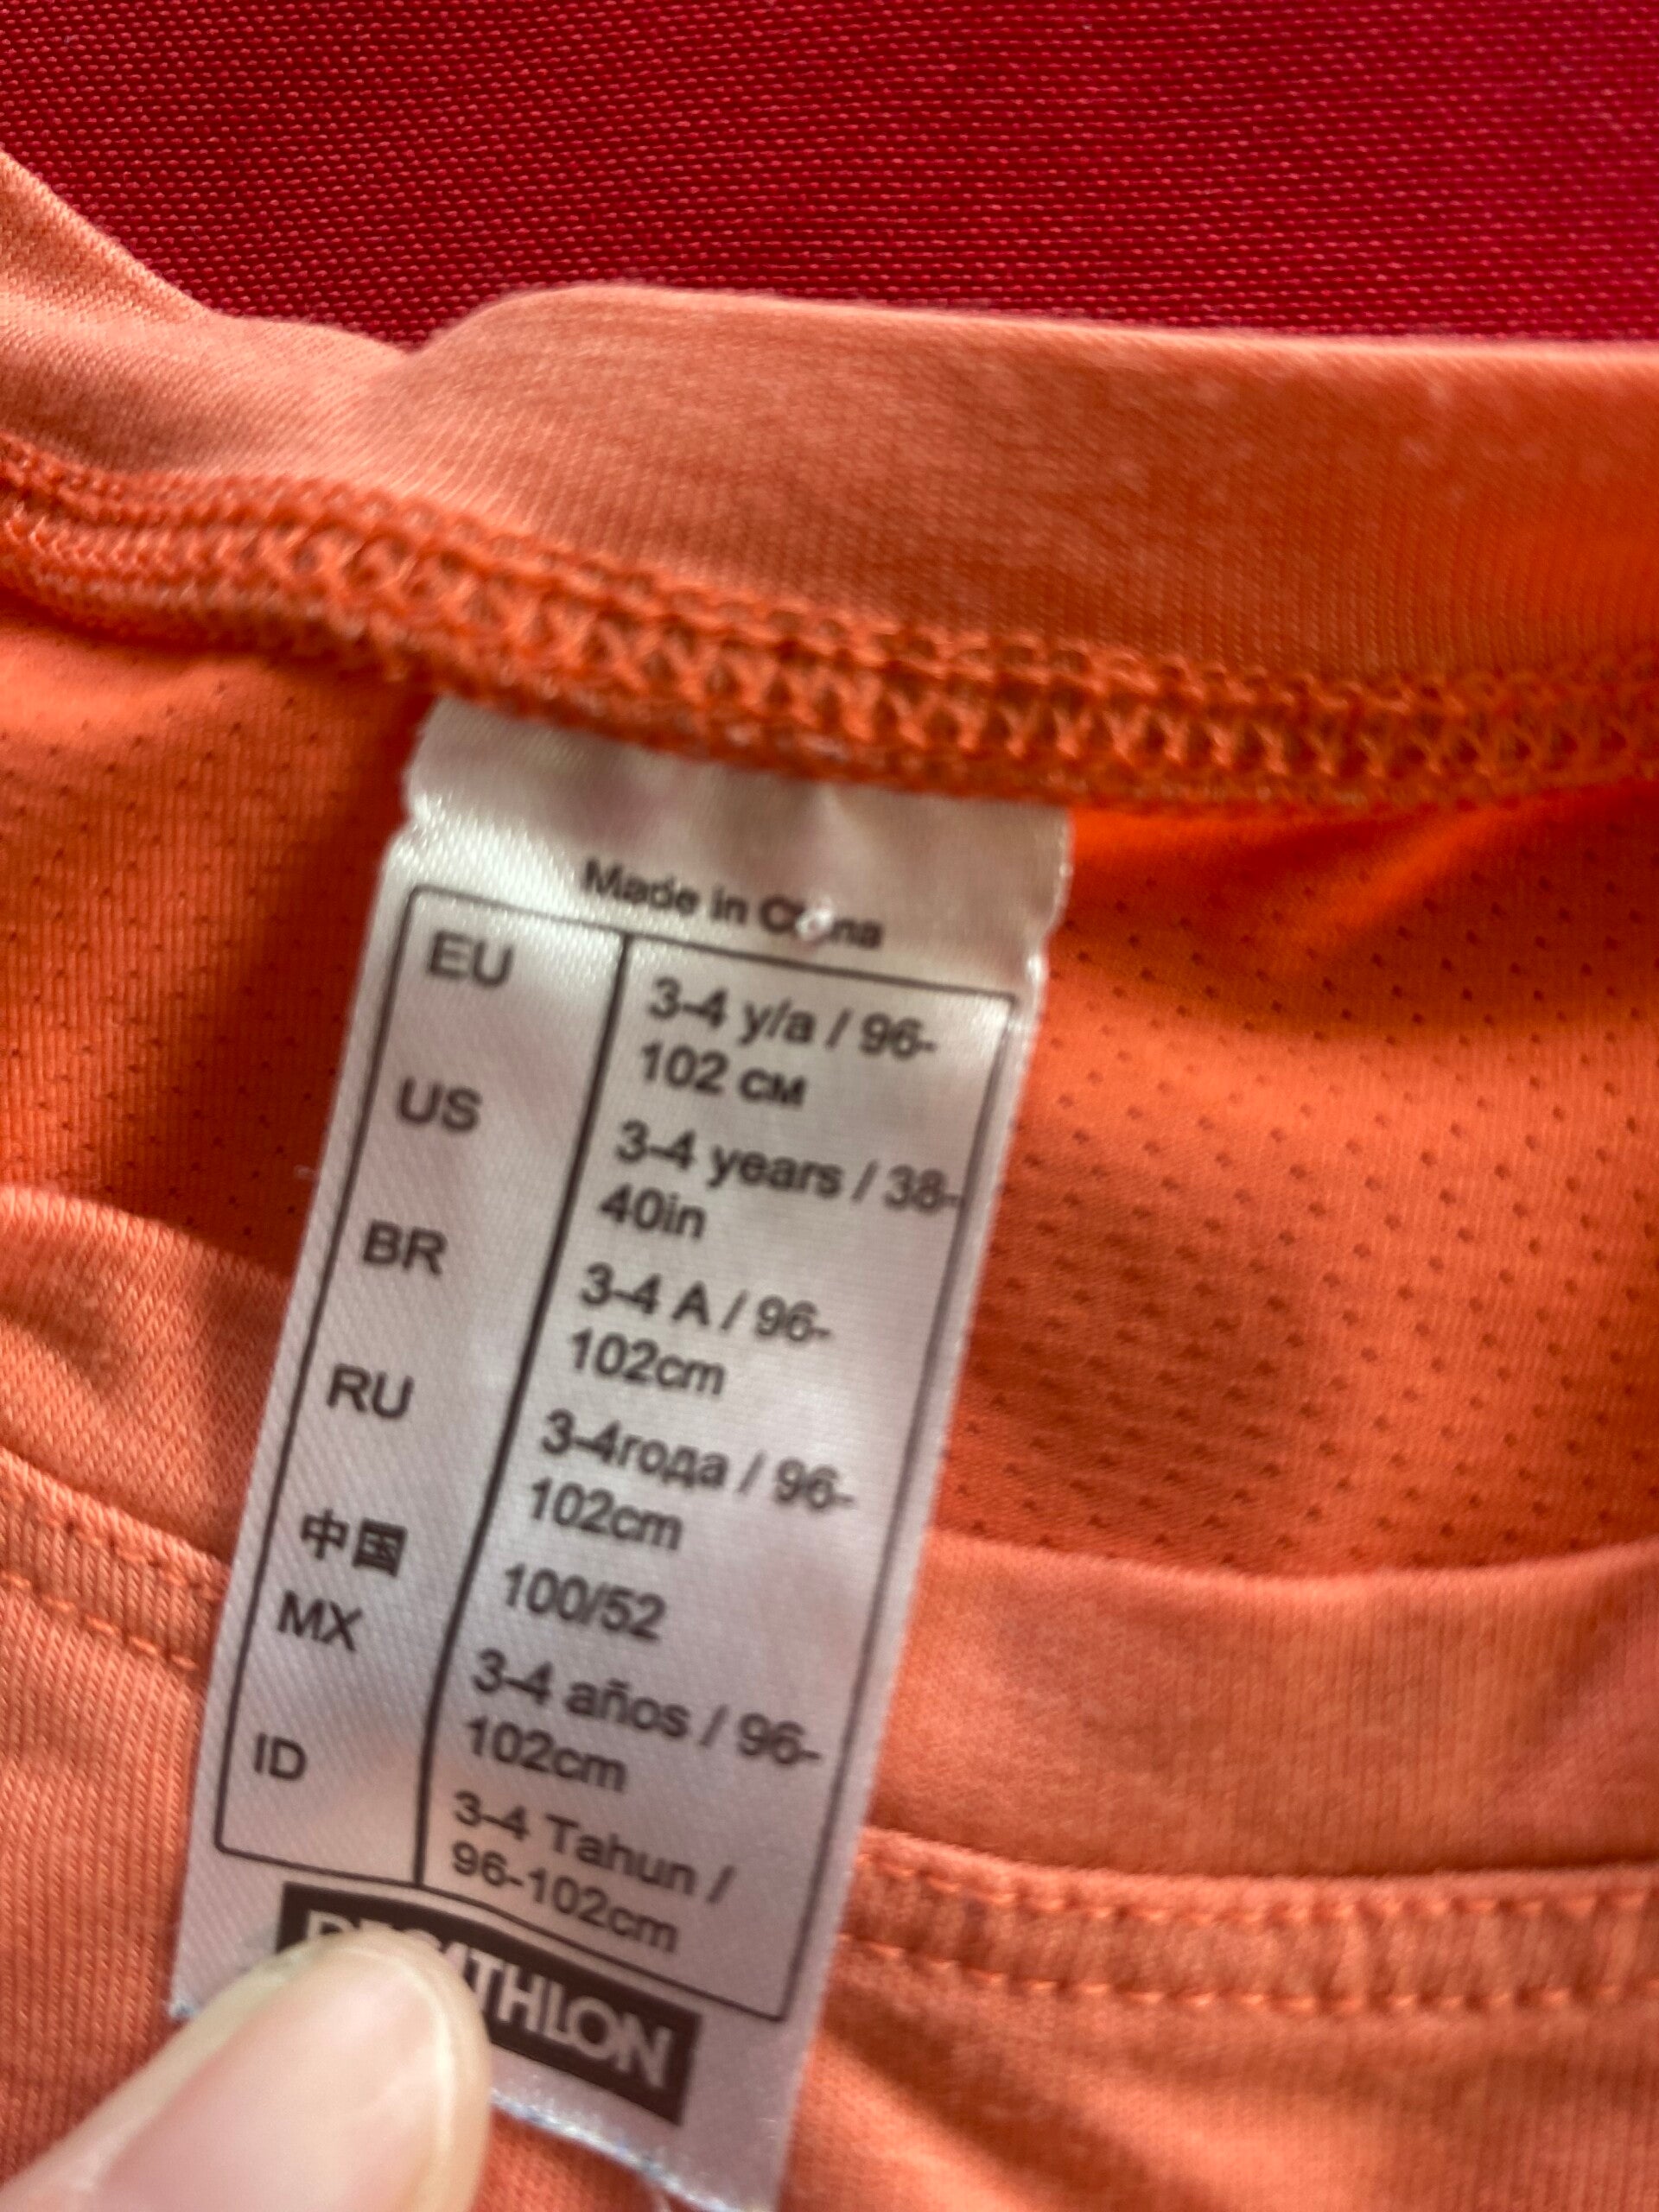 Made in China
EU 3-4 y/a / 96-
102 см
US 3-4 years / 38-
40in
BR 3-4 A / 96-
102cm
RU 3-4года / 96-
102cm
中国 100/52
MX 3-4 años / 96-
102cm
ID 3-4 Tahun /
96-102cm
DECATHLON